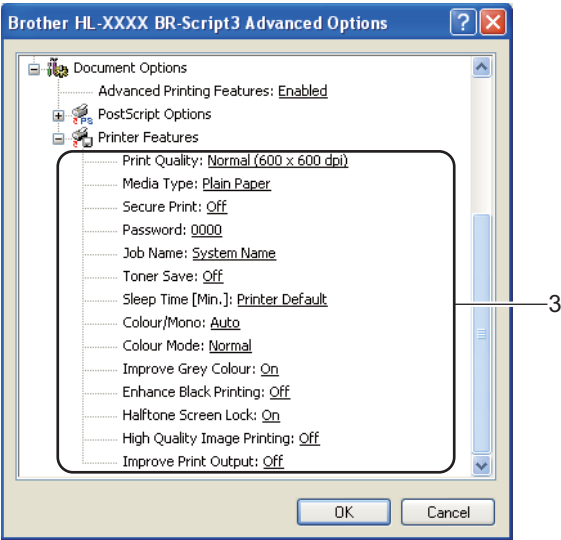 Brother HL-XXXX BR-Script3 Advanced Options
Document Options
Advanced Printing Features: Enabled
PS
PostScript Options
Printer Features
Print Quality: Normal (600 x 600 dpi)
Media Type: Plain Paper
Secure Print: Off
Password: 0000
Job Name: System Name
Toner Save: Off
Sleep Time [Min.]: Printer Default
3
Colour/Mono: Auto
Colour Mode: Normal
Improve Grey Colour: On
Enhance Black Printing: Off
Halftone Screen Lock: On
High Quality Image Printing: Off
Improve Print Output: Off
OK
Cancel